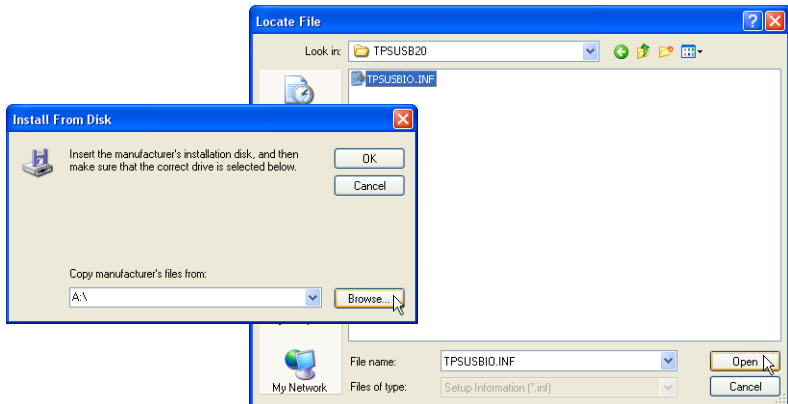 Locate File
Look in:
TPSUSB20
TPSUSBIO.INF
Install From Disk
Insert the manufacturer's installation disk, and then
make sure that the correct drive is selected below.
OK
Cancel
Copy manufacturer's files from:
A:\
Browse...
File name:
TPSUSBIO.INF
Open
My Network
Files of type:
Setup Information (*.inf)
Cancel